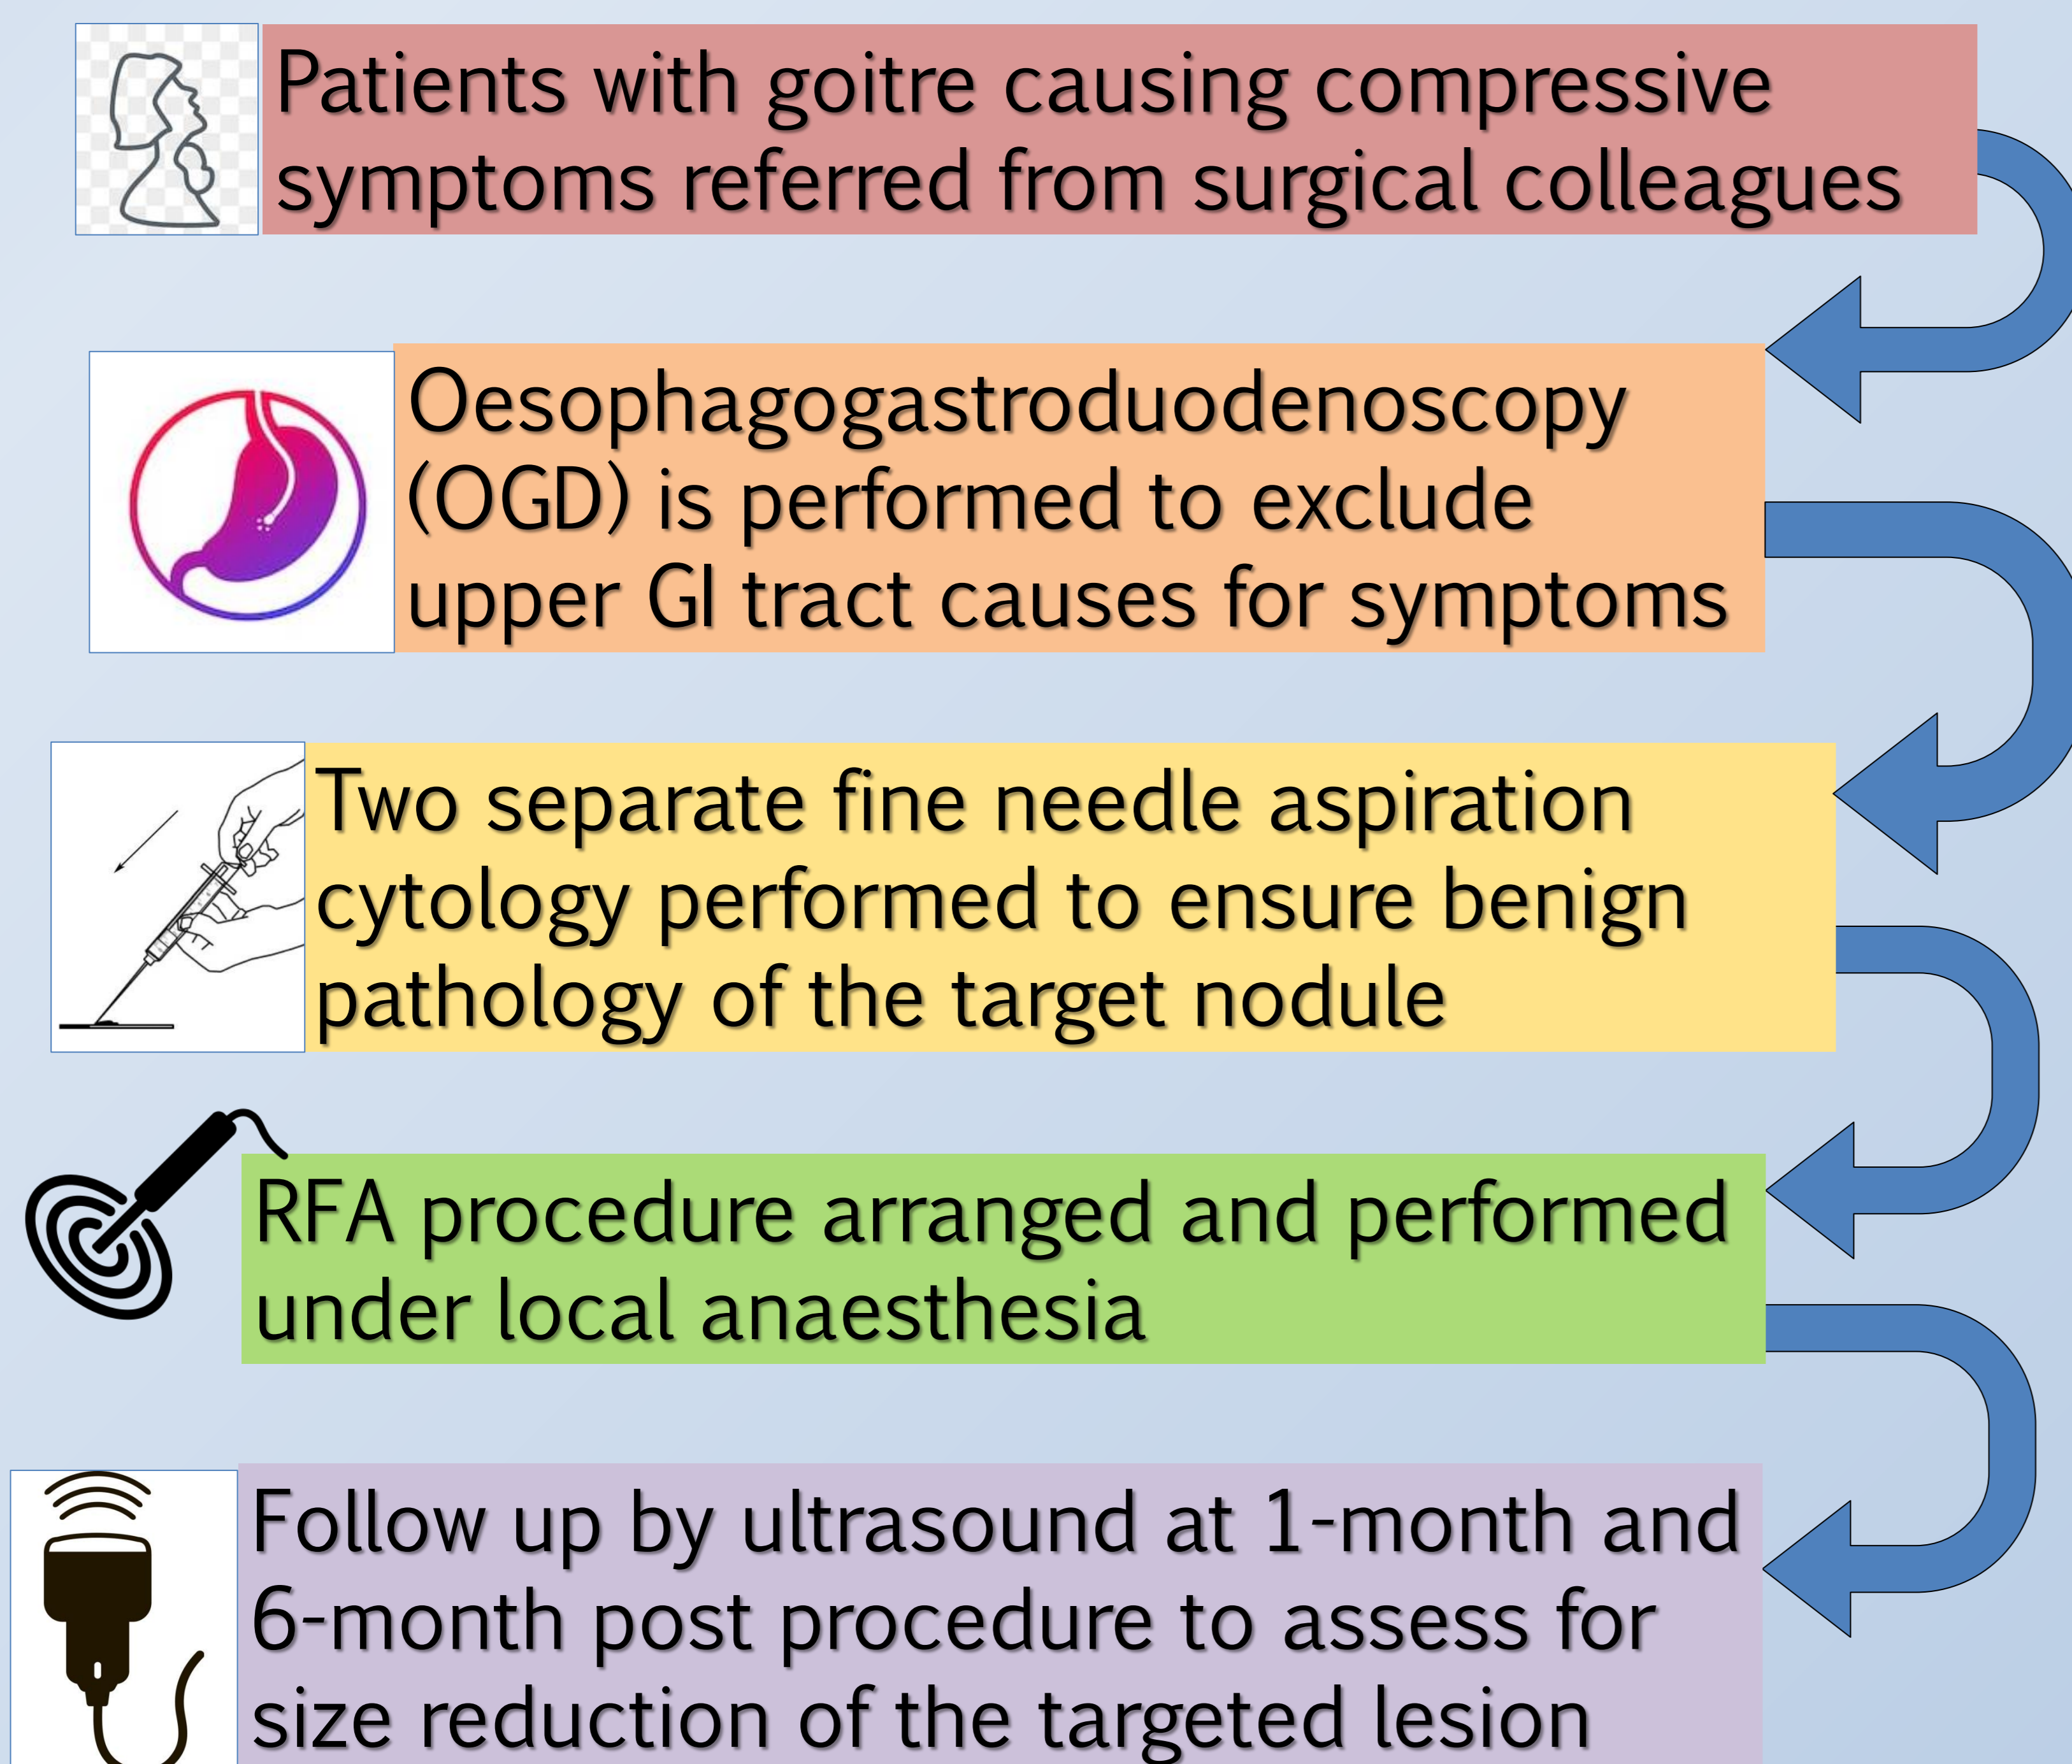 Patients with goitre causing compressive
symptoms referred from surgical colleagues
Oesophagogastroduodenoscopy
(OGD) is performed to exclude
upper GI tract causes for symptoms
Two separate fine needle aspiration
cytology performed to ensure benign
pathology of the target nodule
RFA procedure arranged and performed
under local anaesthesia
Follow up by ultrasound at 1-month and
6-month post procedure to assess for
size reduction of the targeted lesion